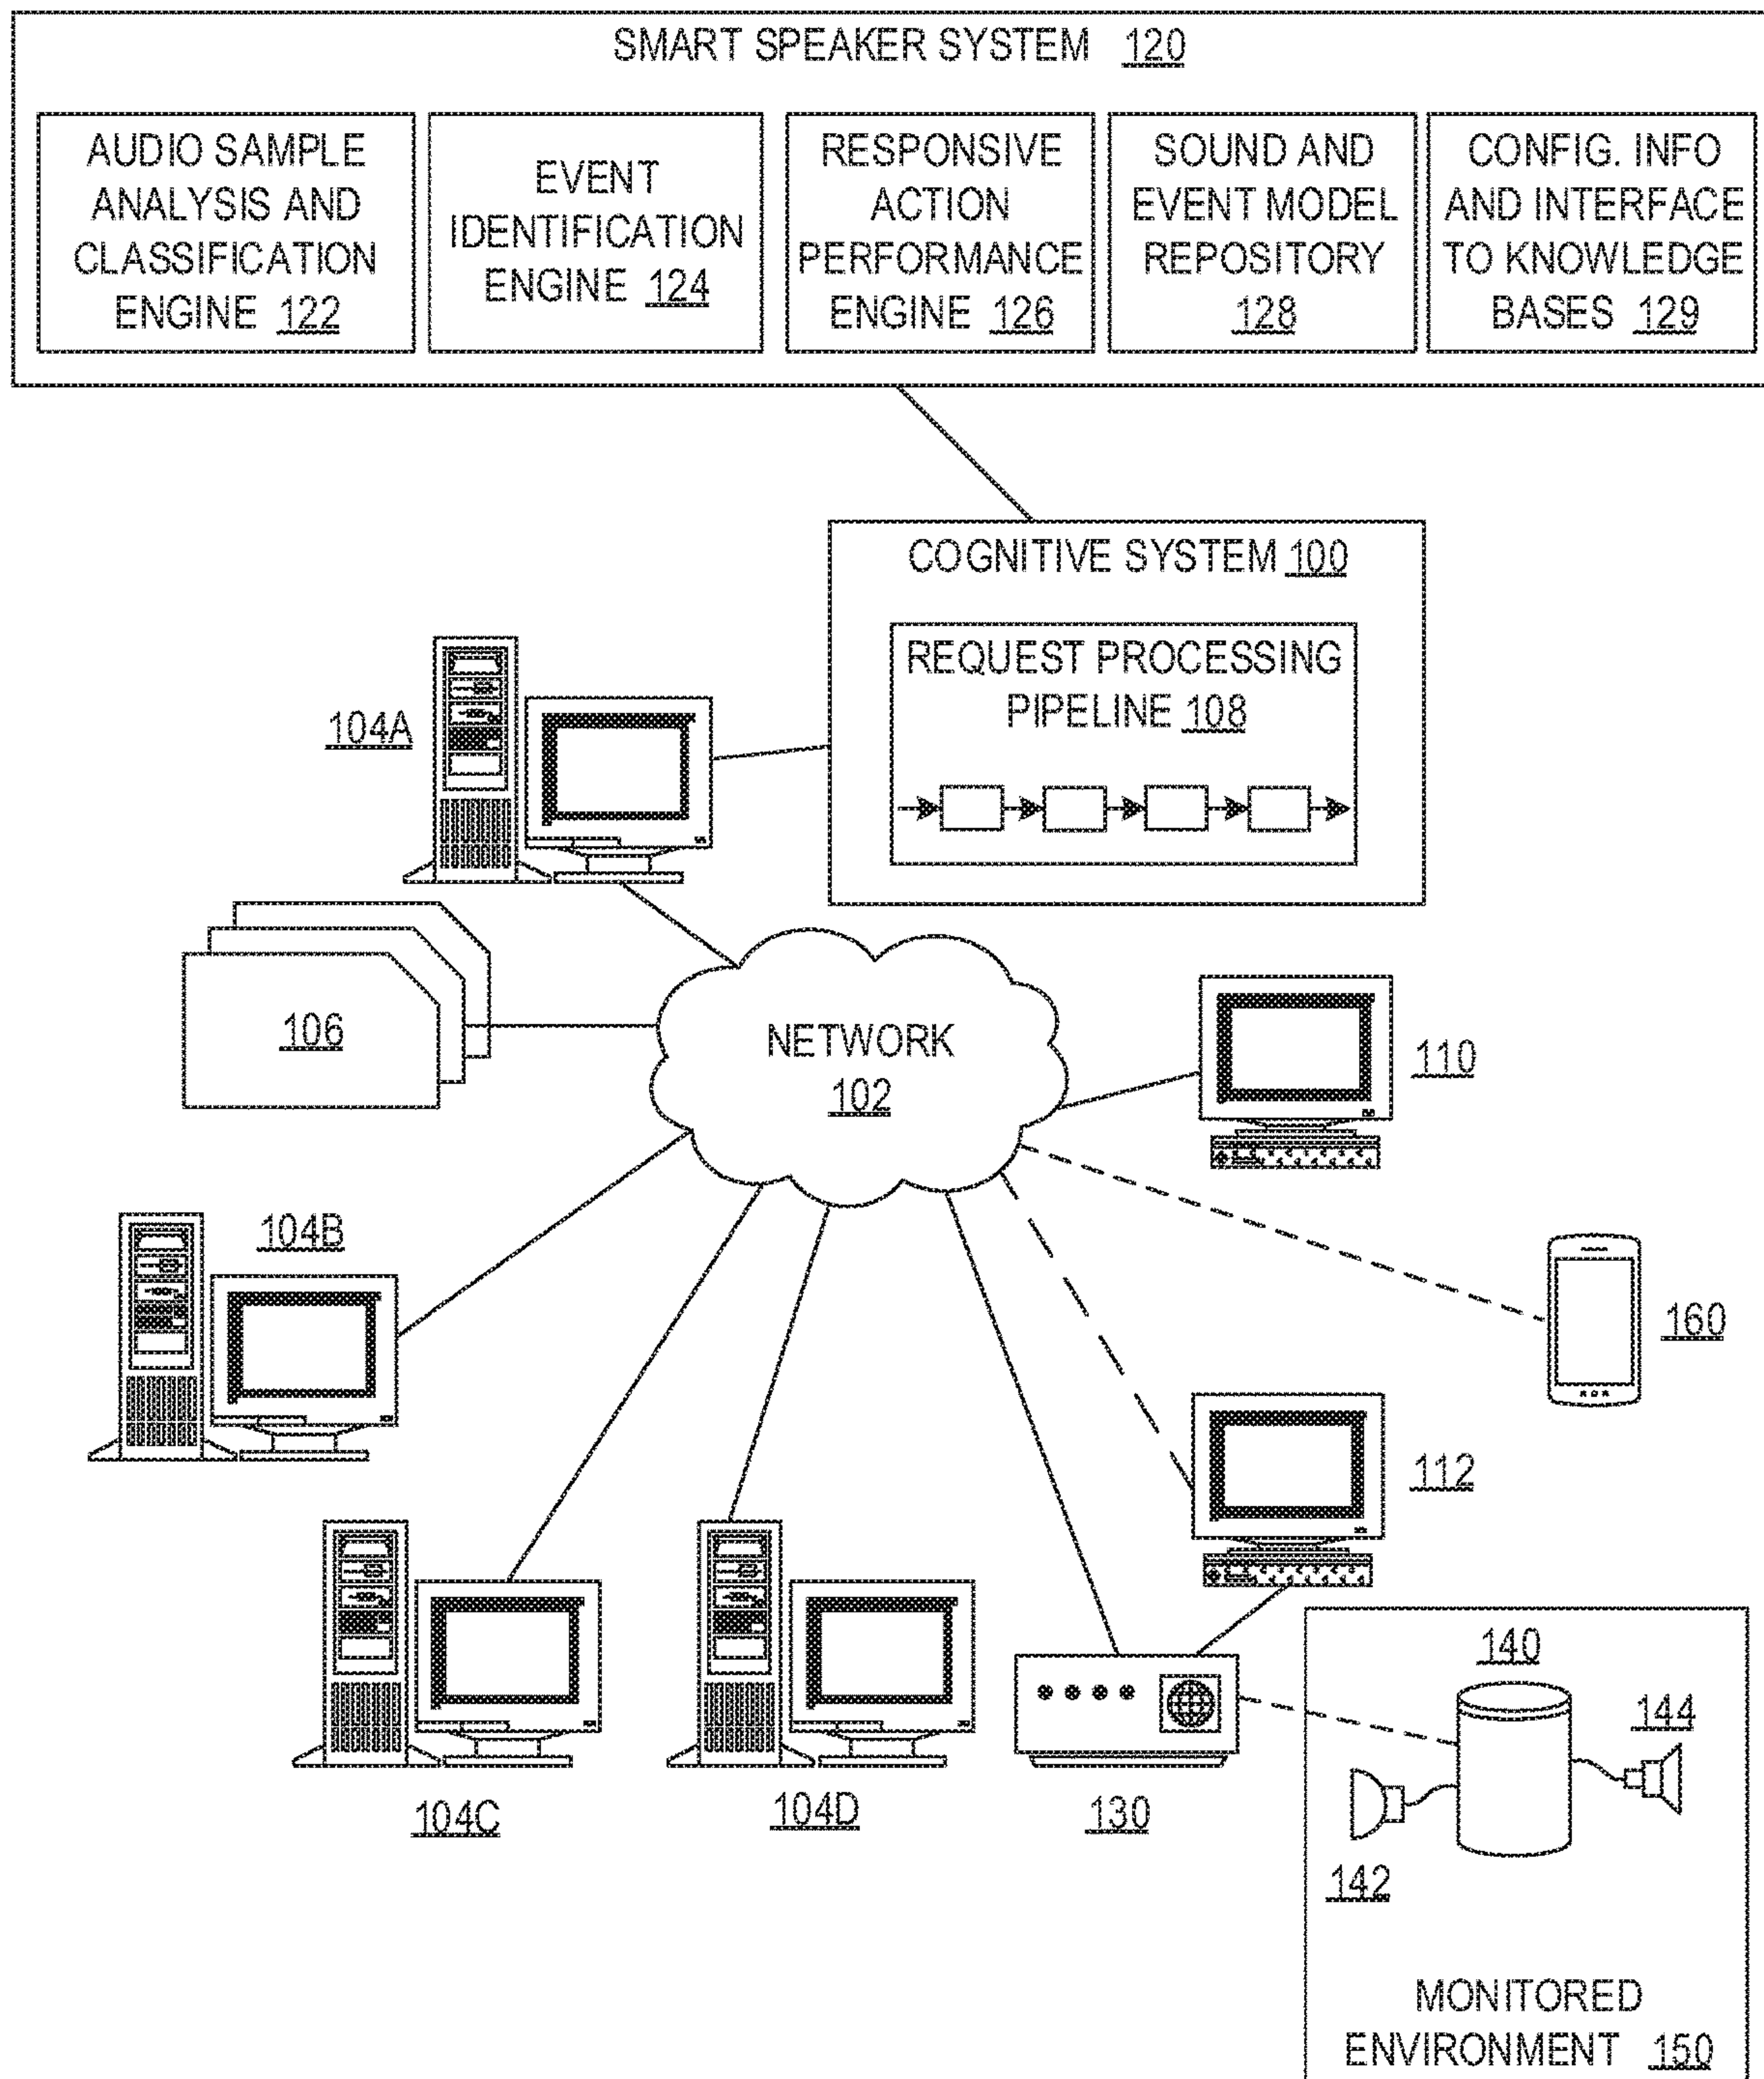 SMART SPEAKER SYSTEM 120
AUDIO SAMPLE
ANALYSIS AND
CLASSIFICATION
ENGINE 122
EVENT
IDENTIFICATION
ENGINE 124
RESPONSIVE
ACTION
PERFORMANCE
ENGINE 126
SOUND AND
EVENT MODEL
REPOSITORY
128
CONFIG. INFO
AND INTERFACE
TO KNOWLEDGE
BASES 129
COGNITIVE SYSTEM 100
REQUEST PROCESSING
PIPELINE 108
104A
106
NETWORK
102
110
104B
160
112
104C
104D
130
140
144
142
MONITORED
ENVIRONMENT 150